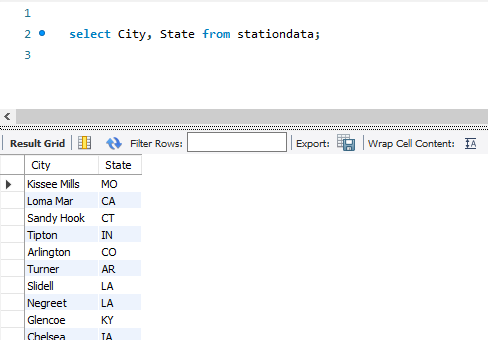 1
2 select City, State from stationdata;
3
Result Grid Filter Rows: Export: Wrap Cell Content: IA
City State
Kissee Mills MO
Loma Mar CA
Sandy Hook CT
Tipton IN
Arlington CO
Turner AR
Slidell LA
Negreet LA
Glencoe KY
Chelsea IA